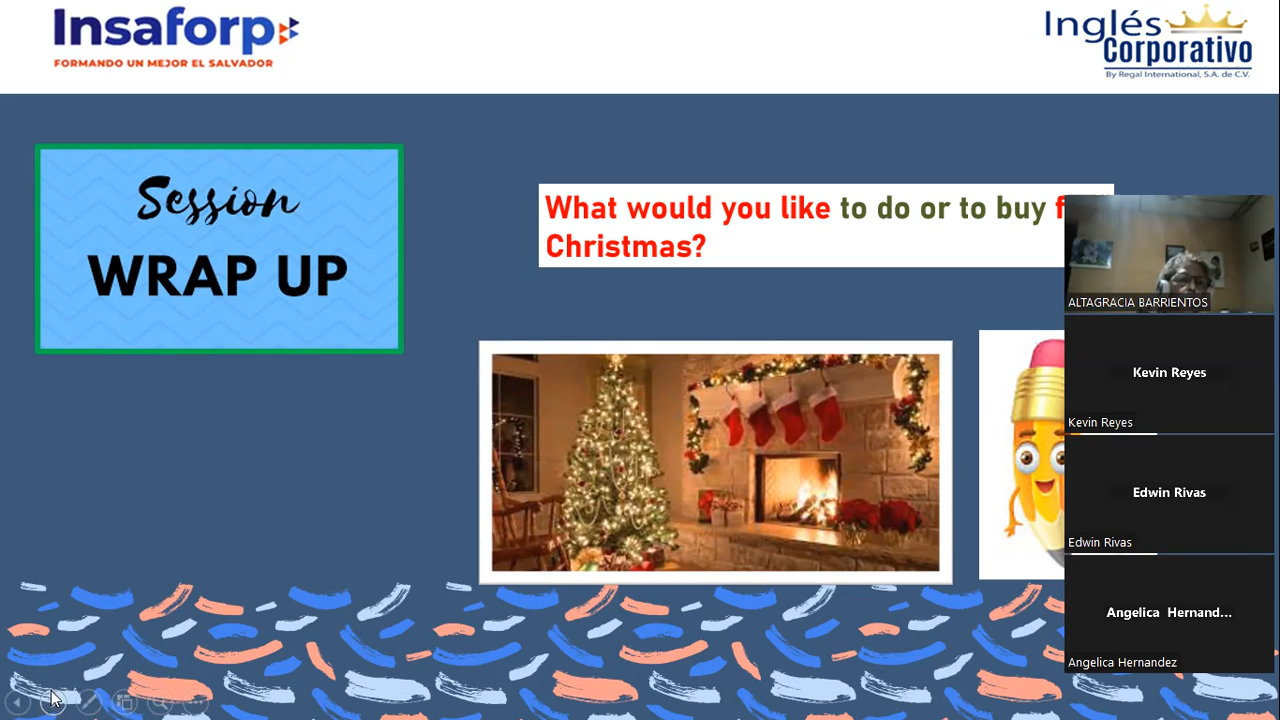 Insaforp
FORMANDO UN MEJOR EL SALVADOR
Inglés
Corporativo
By Regal International, S.A. de C.V.
Session
WRAP UP
What would you like to do or to buy f
Christmas?
ALTAGRACIA BARRIENTOS
Kevin Reyes
Kevin Reyes
Edwin Rivas
Edwin Rivas
Angelica Hernand...
Angelica Hernandez